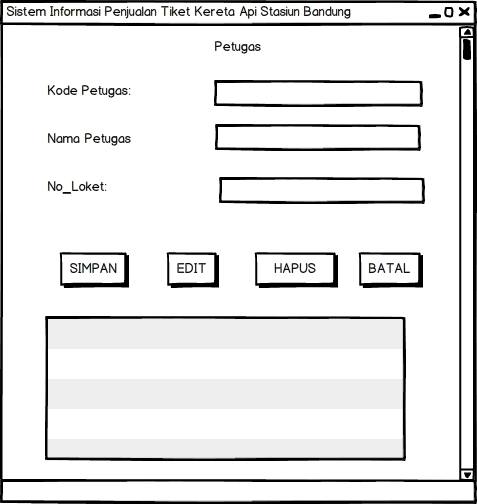 Sistem Informasi Penjualan Tiket Kereta Api Stasiun Bandung
Petugas
Kode Petugas:
Nama Petugas
No_Loket:
SIMPAN EDIT HAPUS BATAL